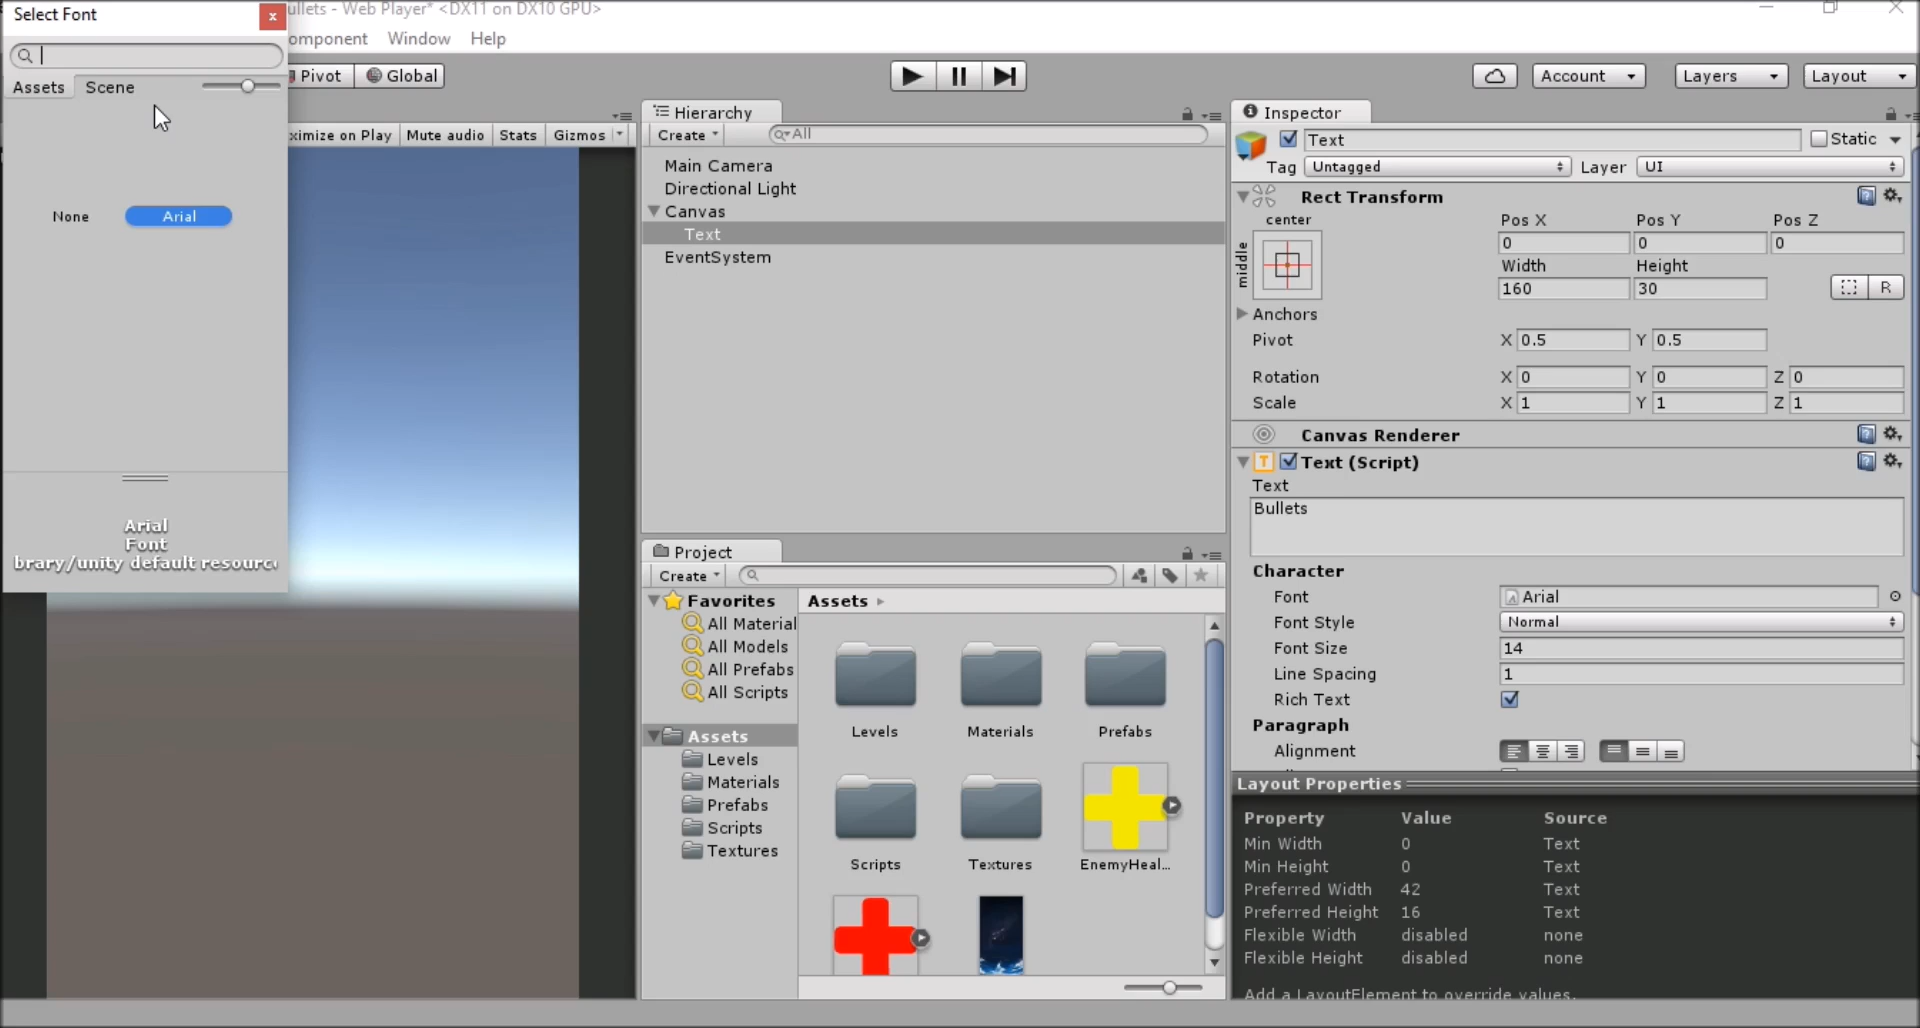 Select Font
x
ullets - Web Player* <DX11 on DX10 GPU>
omponent Window Help
Assets Scene
Pivot Global
Account Layers Layout
ximize on Play Mute audio Stats Gizmos
None Arial
Arial
Font
brary/unity default resourc
Hierarchy
Create All
Main Camera
Directional Light
Canvas
Text
EventSystem
Project
Create
Favorites
All Material
All Models
All Prefabs
All Scripts
Assets
Levels
Materials
Prefabs
Scripts
Textures
Assets
Levels Materials Prefabs
Scripts Textures EnemyHeal...
Inspector
Text Static
Tag Untagged Layer UI
Rect Transform
center
middle
Pos X Pos Y Pos Z
0 0 0
Width Height
160 30 R
Anchors
Pivot X 0.5 Y 0.5
Rotation X 0 Y 0 Z 0
Scale X 1 Y 1 Z 1
Canvas Renderer
T Text (Script)
Text
Bullets
Character
Font Arial
Font Style Normal
Font Size 14
Line Spacing 1
Rich Text
Paragraph
Alignment
Layout Properties
Property Value Source
Min Width 0 Text
Min Height 0 Text
Preferred Width 42 Text
Preferred Height 16 Text
Flexible Width disabled none
Flexible Height disabled none
Add a LayoutElement to override values.